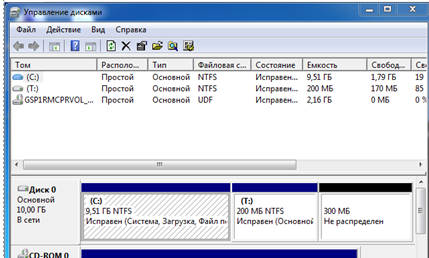 Управление дисками
Файл Действие Вид Справка
Том Располо... Тип Файловая с... Состояние Емкость Свобод... Св
(C:) Простой Основной NTFS Исправен... 9,51 ГБ 1,79 ГБ 19
(T:) Простой Основной NTFS Исправен... 200 МБ 170 МБ 85
GSP1RMCPRVOL_... Простой Основной UDF Исправен... 2,16 ГБ 0 МБ 0 %
Диск 0
Основной
10,00 ГБ
В сети
(C:)
9,51 ГБ NTFS
Исправен (Система, Загрузка, Файл п
(T:)
200 МБ NTFS
Исправен (Основної
300 МБ
Не распределен
CD-ROM 0